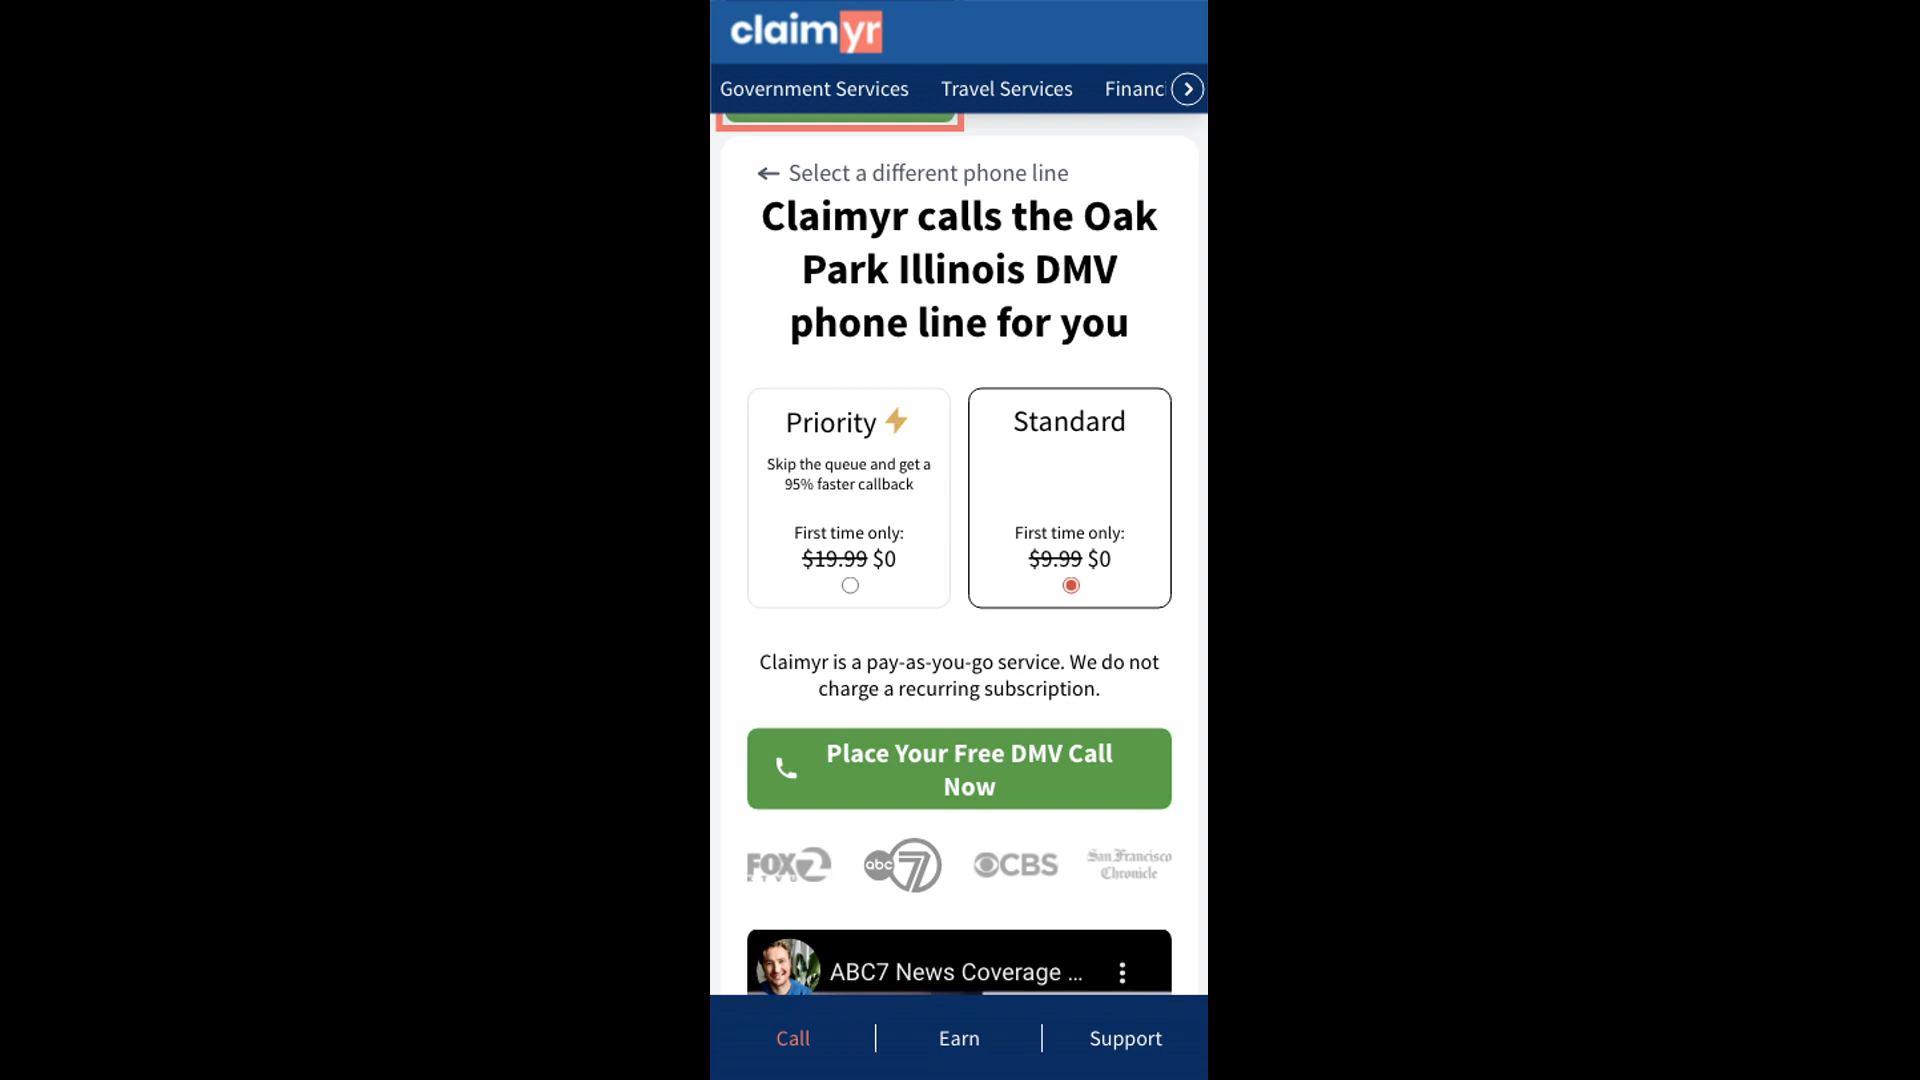 claimyr
Government Services Travel Services Financ
← Select a different phone line
Claimyr calls the Oak
Park Illinois DMV
phone line for you
Priority
Skip the queue and get a
95% faster callback
First time only:
$19.99 $0
Standard
First time only:
$9.99 $0
Claimyr is a pay-as-you-go service. We do not
charge a recurring subscription.
Place Your Free DMV Call
Now
FOX 2
KTVU
abc 7
CBS
San Francisco
Chronicle
ABC7 News Coverage ...
Call | Earn | Support